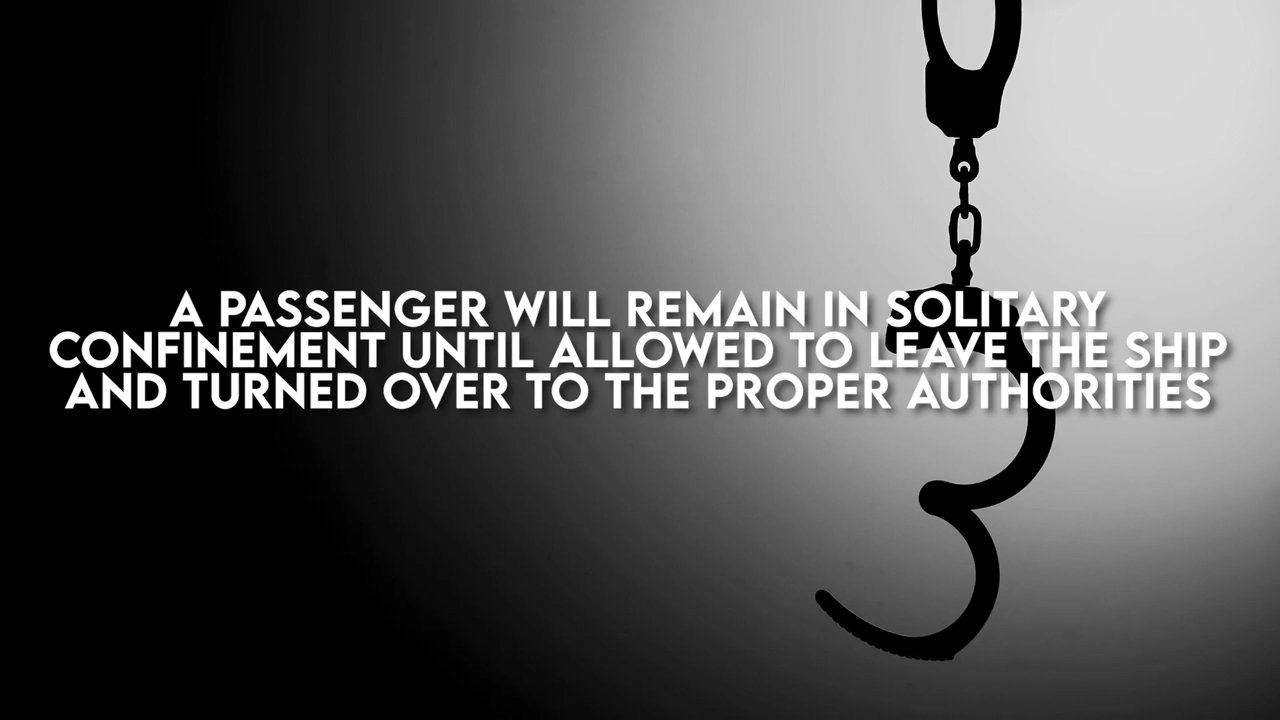 A PASSENGER WILL REMAIN IN SOLITARY
CONFINEMENT UNTIL ALLOWED TO LEAVE THE SHIP
AND TURNED OVER TO THE PROPER AUTHORITIES